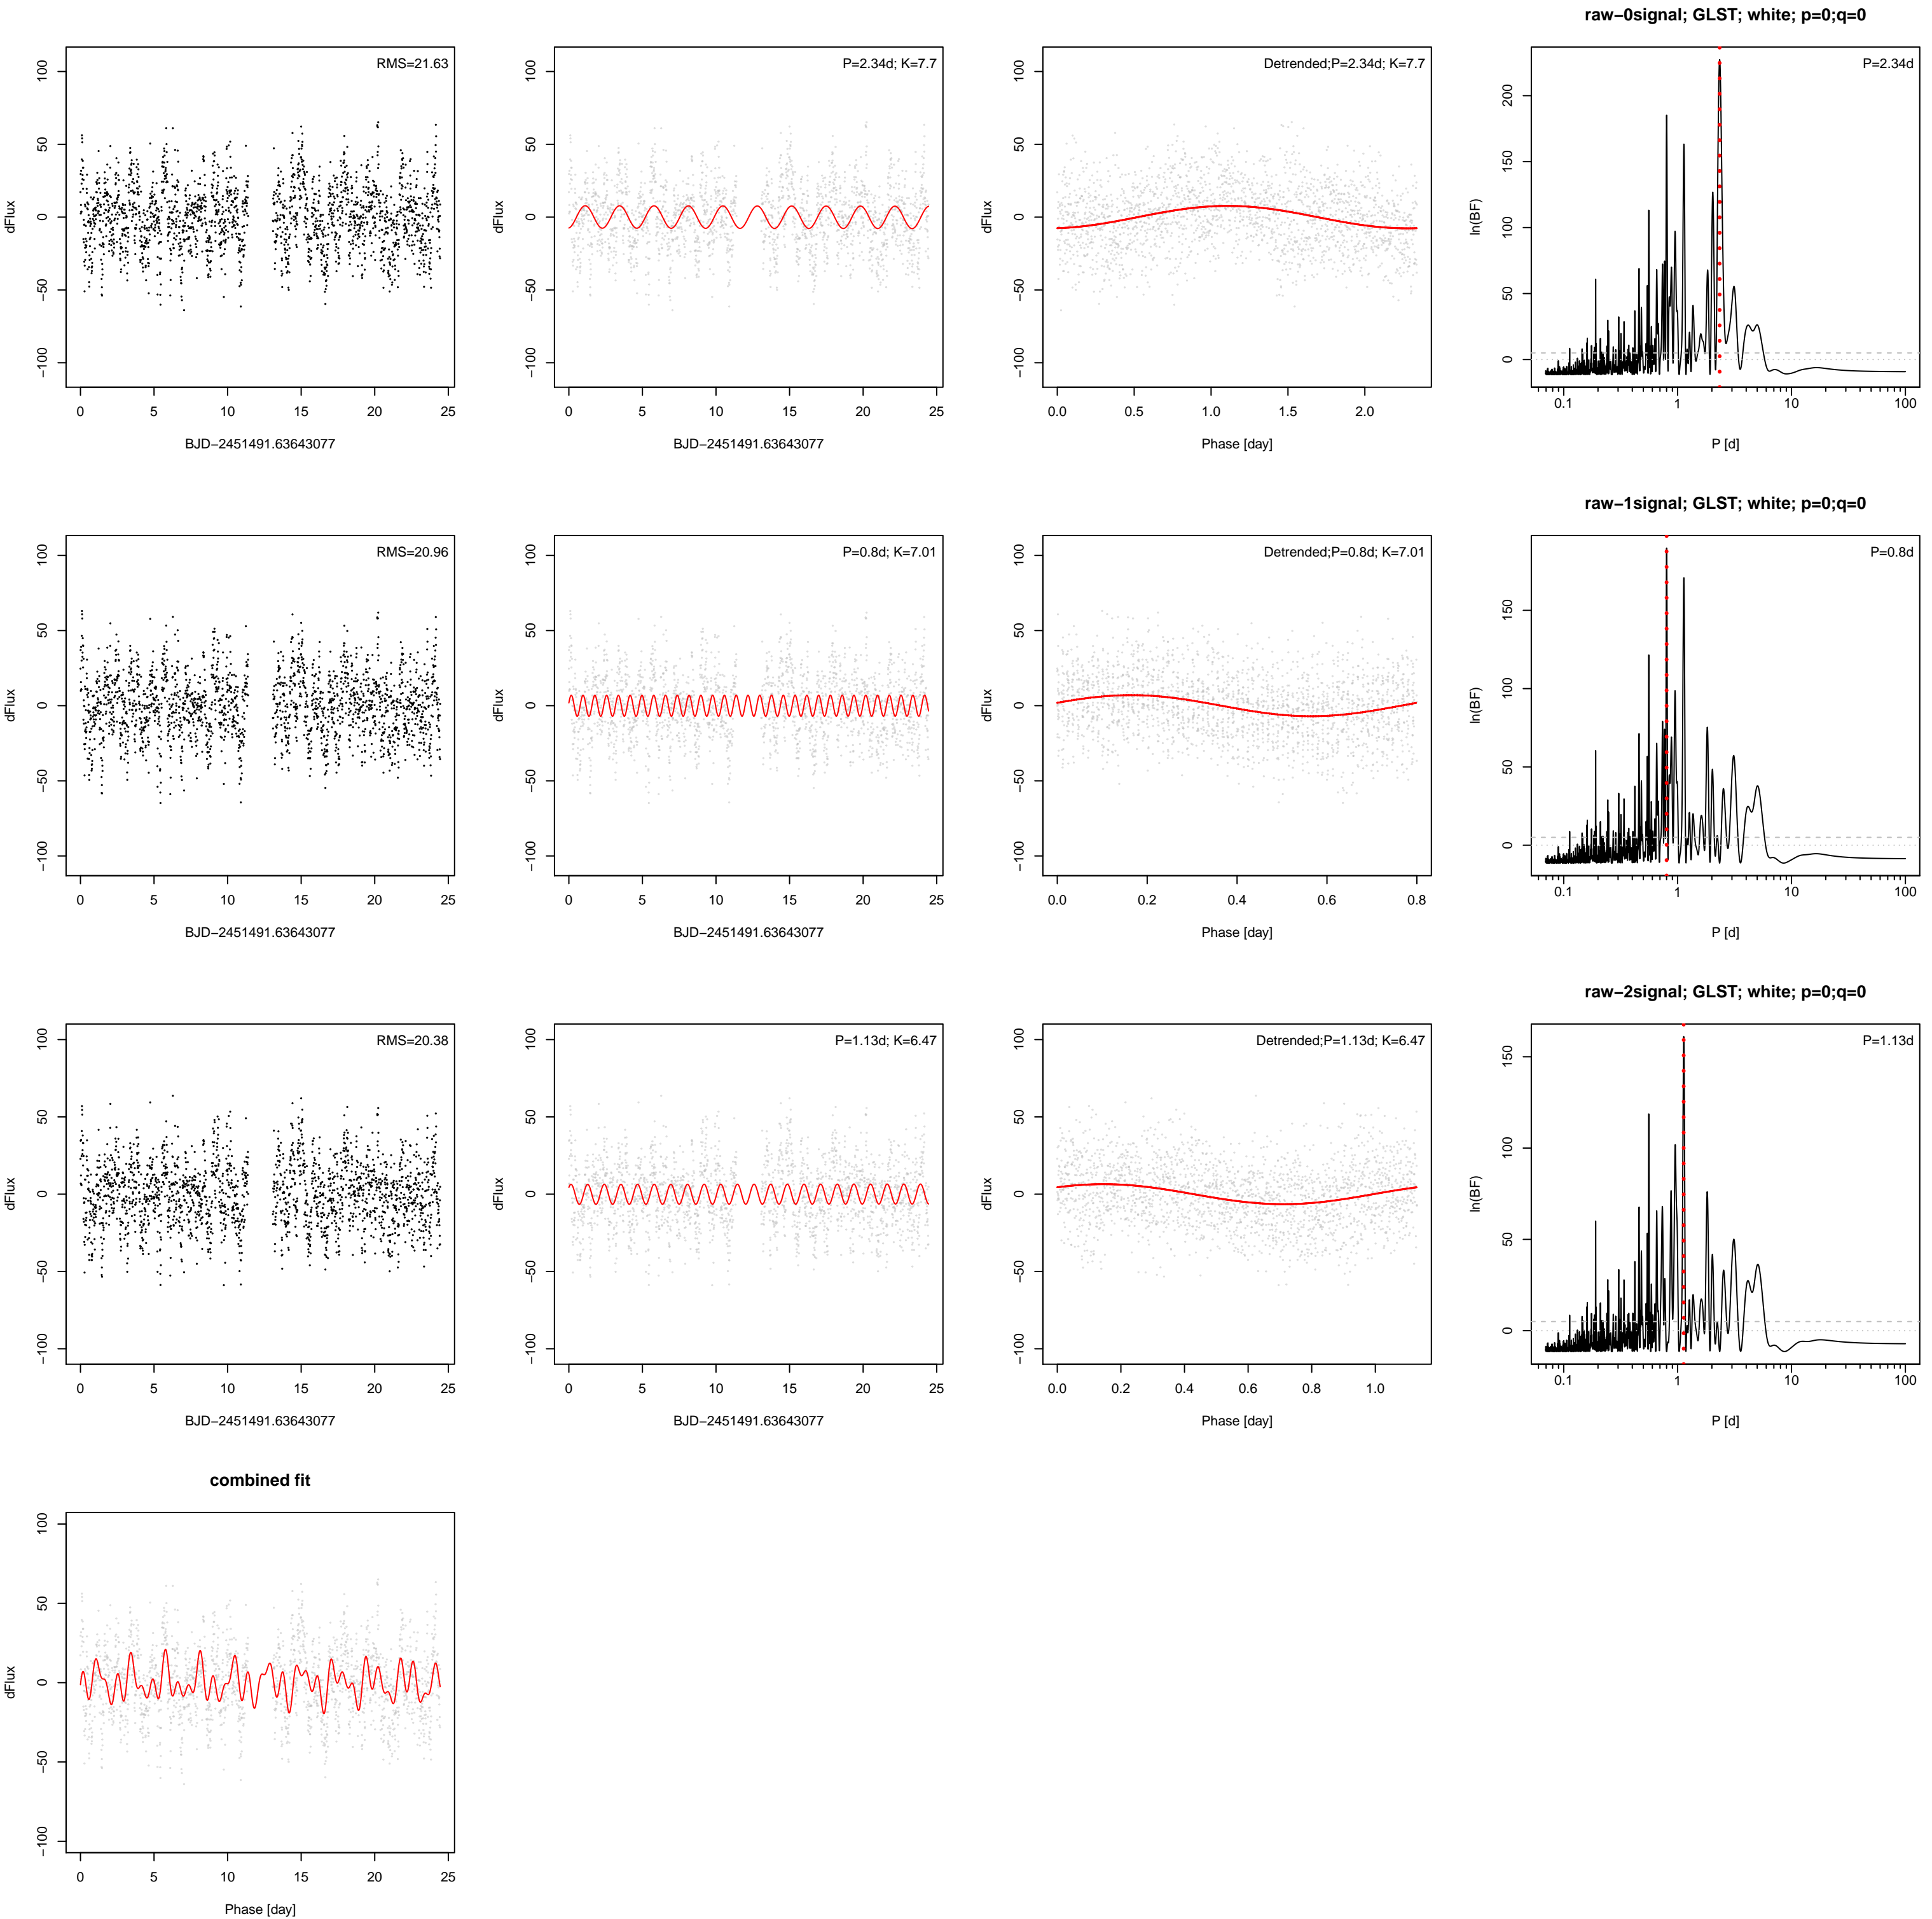 raw−0signal; GLST; white; p=0;q=0
RMS=21.63
P=2.34d; K=7.7
Detrended;P=2.34d; K=7.7
P=2.34d
dFlux
−100 −50 0 50 100
0 5 10 15 20 25
BJD−2451491.63643077
dFlux
−100 −50 0 50 100
0 5 10 15 20 25
BJD−2451491.63643077
dFlux
−100 −50 0 50 100
0.0 0.5 1.0 1.5 2.0
Phase [day]
ln(BF)
0 50 100 150 200
0.1 1 10 100
P [d]
raw−1signal; GLST; white; p=0;q=0
RMS=20.96
P=0.8d; K=7.01
Detrended;P=0.8d; K=7.01
P=0.8d
dFlux
−100 −50 0 50 100
0 5 10 15 20 25
BJD−2451491.63643077
dFlux
−100 −50 0 50 100
0 5 10 15 20 25
BJD−2451491.63643077
dFlux
−100 −50 0 50 100
0.0 0.2 0.4 0.6 0.8
Phase [day]
ln(BF)
0 50 100 150
0.1 1 10 100
P [d]
raw−2signal; GLST; white; p=0;q=0
RMS=20.38
P=1.13d; K=6.47
Detrended;P=1.13d; K=6.47
P=1.13d
dFlux
−100 −50 0 50 100
0 5 10 15 20 25
BJD−2451491.63643077
dFlux
−100 −50 0 50 100
0 5 10 15 20 25
BJD−2451491.63643077
dFlux
−100 −50 0 50 100
0.0 0.2 0.4 0.6 0.8 1.0
Phase [day]
ln(BF)
0 50 100 150
0.1 1 10 100
P [d]
combined fit
dFlux
−100 −50 0 50 100
0 5 10 15 20 25
Phase [day]